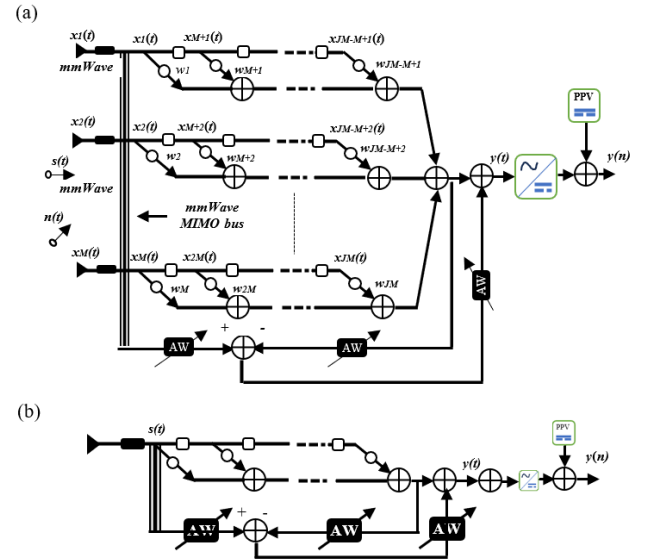 (a)
x1(t) x1(t) xM+1(t) xJM-M+1(t)
mmWave w1 wM+1 wJM-M+1
x2(t) x2(t) xM+2(t) xJM-M+2(t) y(t) PPV y(n)
s(t) w2 wM+2 wJM-M+2
mmWave
mmWave
MIMO bus
n(t)
xM(t) xM(t) x2M(t) xJM(t)
wM w2M wJM
AW
+ -
AW AW
(b)
s(t) y(t) PPV y(n)
+ -
AW AW AW